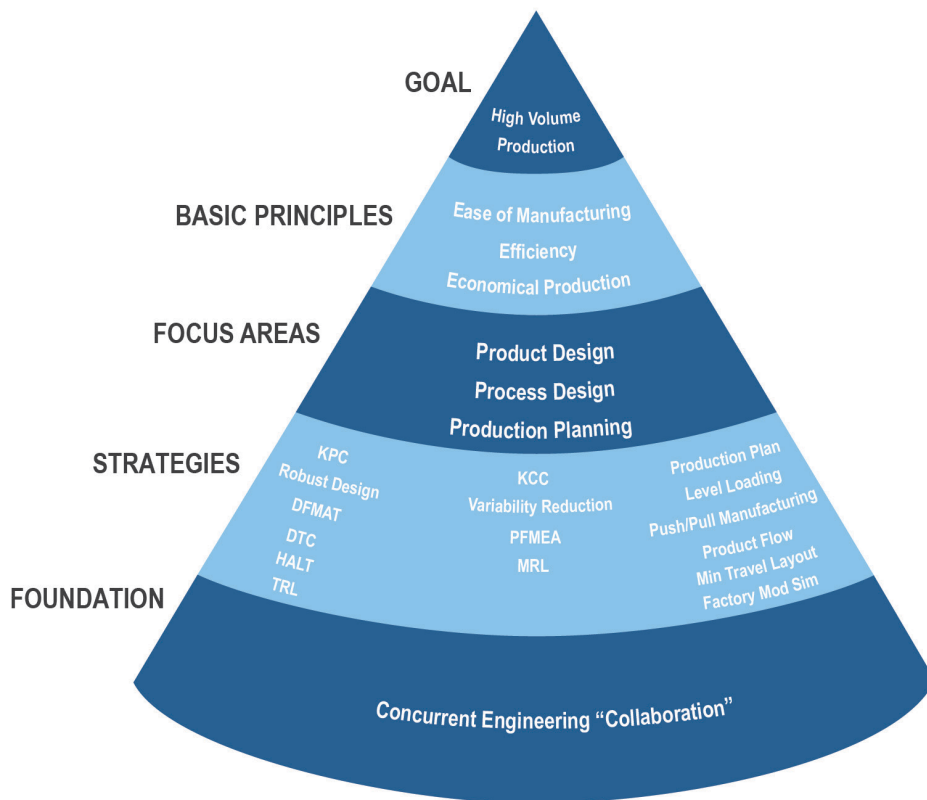 GOAL
High Volume
Production
BASIC PRINCIPLES
Ease of Manufacturing
Efficiency
Economical Production
FOCUS AREAS
Product Design
Process Design
Production Planning
STRATEGIES
KPC
Robust Design
DFMAT
DTC
HALT
TRL
KCC
Variability Reduction
PFMEA
MRL
Production Plan
Level Loading
Push/Pull Manufacturing
Product Flow
Min Travel Layout
Factory Mod Sim
FOUNDATION
Concurrent Engineering “Collaboration”